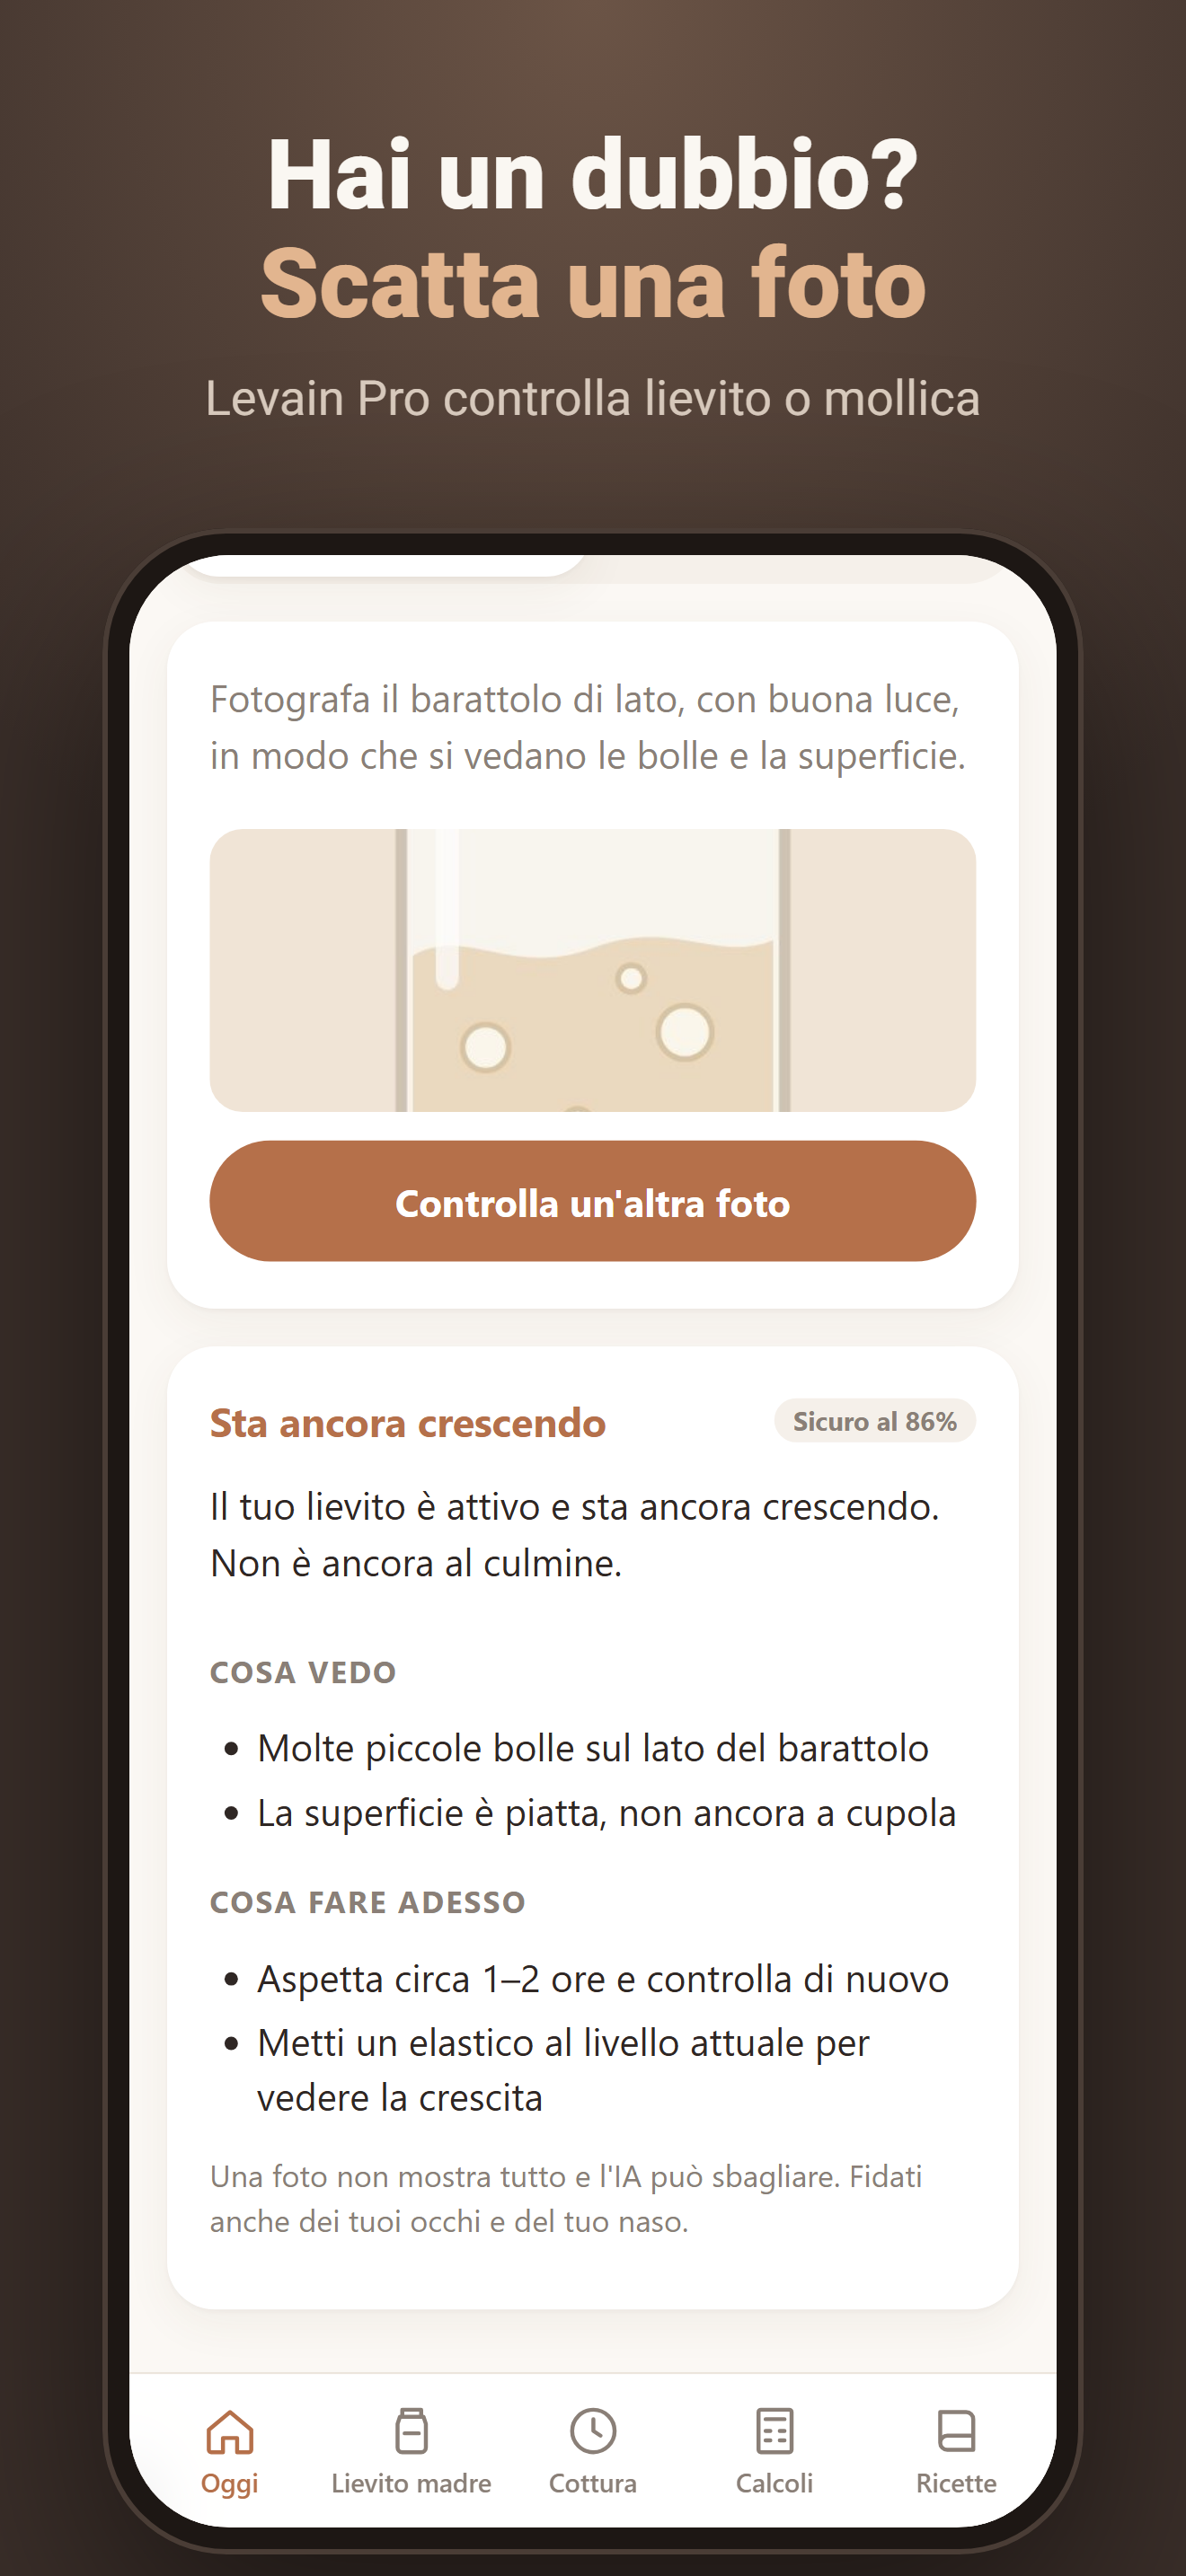 Hai un dubbio?
Scatta una foto
Levain Pro controlla lievito o mollica
Fotografa il barattolo di lato, con buona luce,
in modo che si vedano le bolle e la superficie.
Controlla un'altra foto
Sta ancora crescendo
Sicuro al 86%
Il tuo lievito è attivo e sta ancora crescendo.
Non è ancora al culmine.
COSA VEDO
• Molte piccole bolle sul lato del barattolo
• La superficie è piatta, non ancora a cupola
COSA FARE ADESSO
• Aspetta circa 1–2 ore e controlla di nuovo
• Metti un elastico al livello attuale per
vedere la crescita
Una foto non mostra tutto e l'IA può sbagliare. Fidati
anche dei tuoi occhi e del tuo naso.
Oggi
Lievito madre
Cottura
Calcoli
Ricette